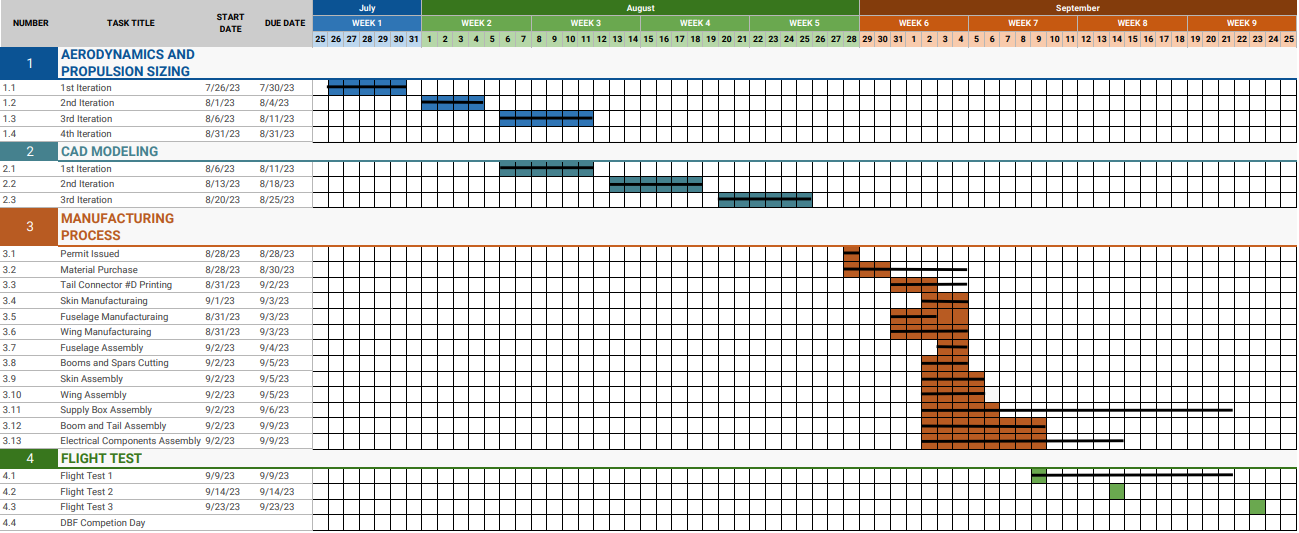 July August September
NUMBER TASK TITLE START DATE DUE DATE
WEEK 1 WEEK 2 WEEK 3 WEEK 4 WEEK 5 WEEK 6 WEEK 7 WEEK 8 WEEK 9
25 26 27 28 29 30 31 1 2 3 4 5 6 7 8 9 10 11 12 13 14 15 16 17 18 19 20 21 22 23 24 25 26 27 28 29 30 31 1 2 3 4 5 6 7 8 9 10 11 12 13 14 15 16 17 18 19 20 21 22 23 24 25
1 AERODYNAMICS AND
PROPULSION SIZING
1.1 1st Iteration 7/26/23 7/30/23
1.2 2nd Iteration 8/1/23 8/4/23
1.3 3rd Iteration 8/6/23 8/11/23
1.4 4th Iteration 8/31/23 8/31/23
2 CAD MODELING
2.1 1st Iteration 8/6/23 8/11/23
2.2 2nd Iteration 8/13/23 8/18/23
2.3 3rd Iteration 8/20/23 8/25/23
3 MANUFACTURING
PROCESS
3.1 Permit Issued 8/28/23 8/28/23
3.2 Material Purchase 8/28/23 8/30/23
3.3 Tail Connector #D Printing 8/31/23 9/2/23
3.4 Skin Manufacturaing 9/1/23 9/3/23
3.5 Fuselage Manufacturaing 8/31/23 9/3/23
3.6 Wing Manufacturaing 8/31/23 9/3/23
3.7 Fuselage Assembly 9/2/23 9/4/23
3.8 Booms and Spars Cutting 9/2/23 9/5/23
3.9 Skin Assembly 9/2/23 9/5/23
3.10 Wing Assembly 9/2/23 9/5/23
3.11 Supply Box Assembly 9/2/23 9/6/23
3.12 Boom and Tail Assembly 9/2/23 9/9/23
3.13 Electrical Components Assembly 9/2/23 9/9/23
4 FLIGHT TEST
4.1 Flight Test 1 9/9/23 9/9/23
4.2 Flight Test 2 9/14/23 9/14/23
4.3 Flight Test 3 9/23/23 9/23/23
4.4 DBF Competion Day